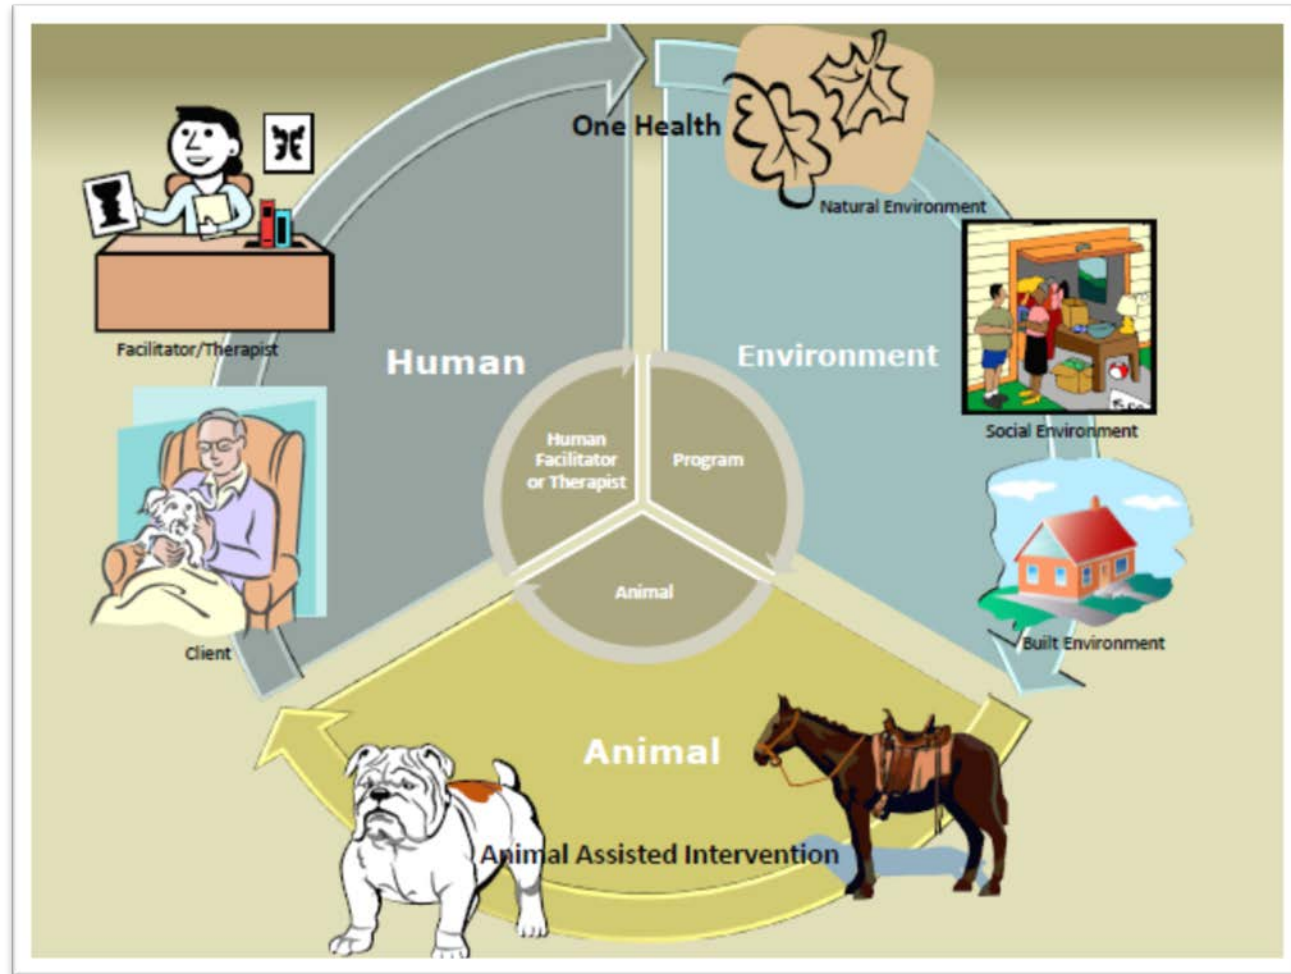 One Health
Natural Environment
Facilitator/Therapist
Human
Environment
Social Environment
Human
Facilitator
or Therapist
Program
Animal
Client
Built Environment
Animal
Animal Assisted Intervention